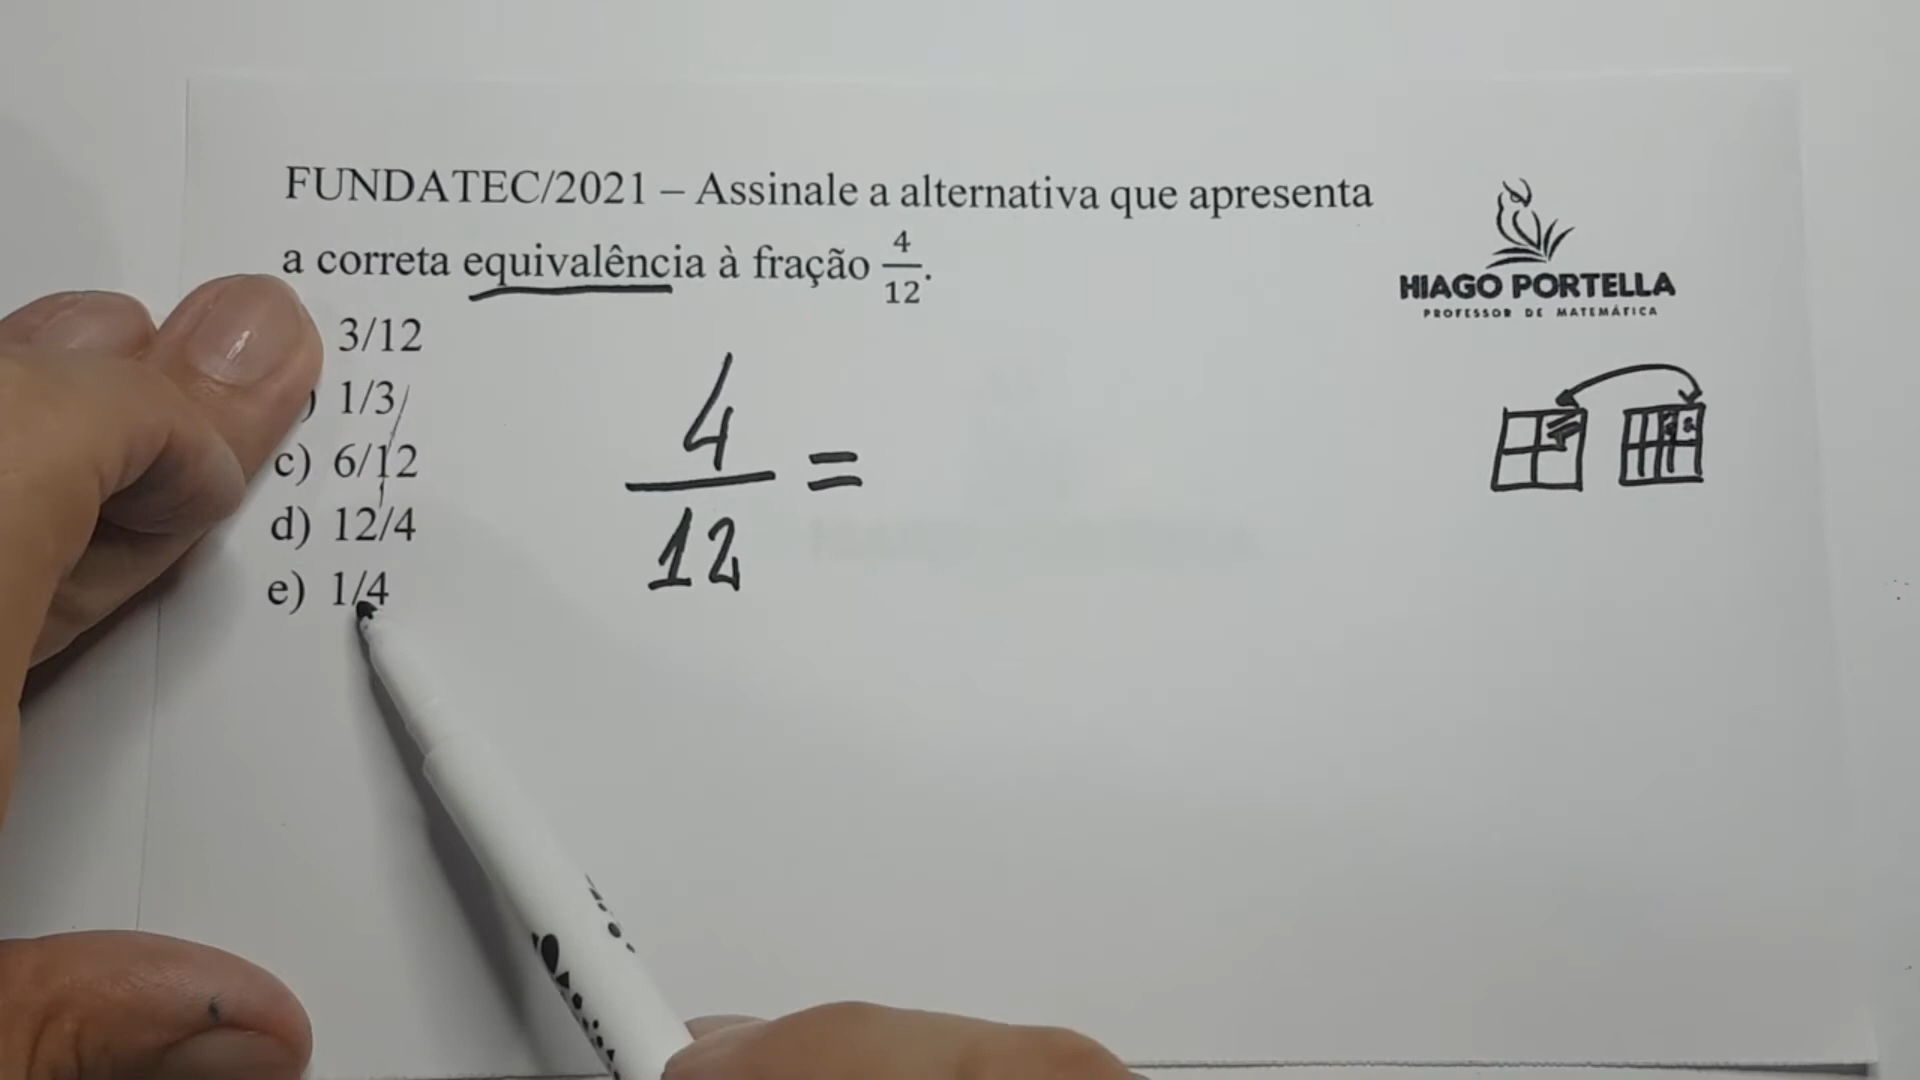 FUNDATEC/2021 – Assinale a alternativa que apresenta
a correta equivalência à fração 4/12.
HIAGO PORTELLA
PROFESSOR DE MATEMÁTICA
3/12
) 1/3
c) 6/12
d) 12/4
e) 1/4
4/12 =